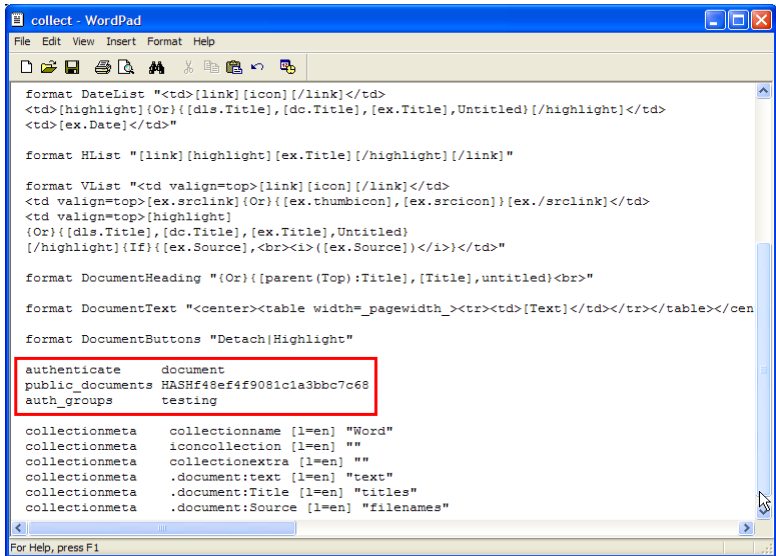 collect - WordPad
File Edit View Insert Format Help
format DateList "<td>[link][icon][/link]</td>
<td>[highlight]{Or}{[dls.Title],[dc.Title],[ex.Title],Untitled}[/highlight]</td>
<td>[ex.Date]</td>"
format HList "[link][highlight][ex.Title][/highlight][/link]"
format VList "<td valign=top>[link][icon][/link]</td>
<td valign=top>[ex.srclink]{Or}{[ex.thumbicon],[ex.srcicon]}[ex./srclink]</td>
<td valign=top>[highlight]
{Or}{[dls.Title],[dc.Title],[ex.Title],Untitled}
[/highlight]{If}{[ex.Source],<br><i>([ex.Source])</i>}</td>"
format DocumentHeading "{Or}{[parent(Top):Title],[Title],untitled}<br>"
format DocumentText "<center><table width=_pagewidth_><tr><td>[Text]</td></tr></table></cen
format DocumentButtons "Detach|Highlight"
authenticate document
public_documents HASHf48ef4f9081c1a3bbc7c68
auth_groups testing
collectionmeta collectionname [l=en] "Word"
collectionmeta iconcollection [l=en] ""
collectionmeta collectionextra [l=en] ""
collectionmeta .document:text [l=en] "text"
collectionmeta .document:Title [l=en] "titles"
collectionmeta .document:Source [l=en] "filenames"
For Help, press F1